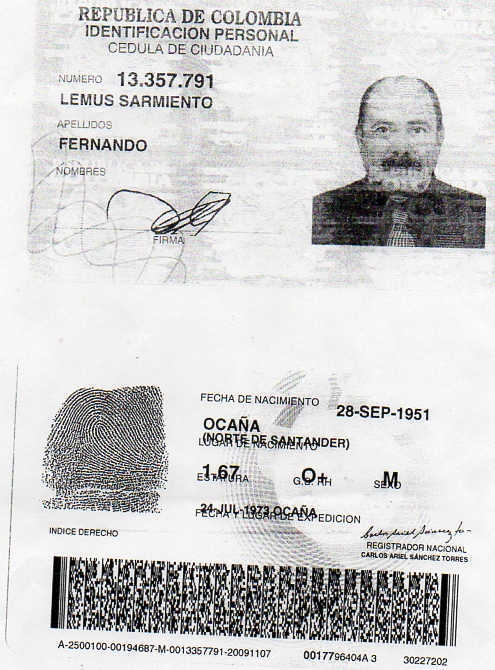 REPUBLICA DE COLOMBIA
IDENTIFICACION PERSONAL
CEDULA DE CIUDADANIA
NUMERO 13.357.791
LEMUS SARMIENTO
APELLIDOS
FERNANDO
NOMBRES
FIRMA
FECHA DE NACIMIENTO 28-SEP-1951
OCAÑA
(NORTE DE SANTANDER)
LUGAR DE NACIMIENTO
1.67 O+ M
ESTATURA G.S. RH SEXO
24-JUL-1973 OCAÑA
FECHA Y LUGAR DE EXPEDICION
INDICE DERECHO
REGISTRADOR NACIONAL
CARLOS ARIEL SÁNCHEZ TORRES
A-2500100-00194687-M-0013357791-20091107 0017796404A 3 30227202